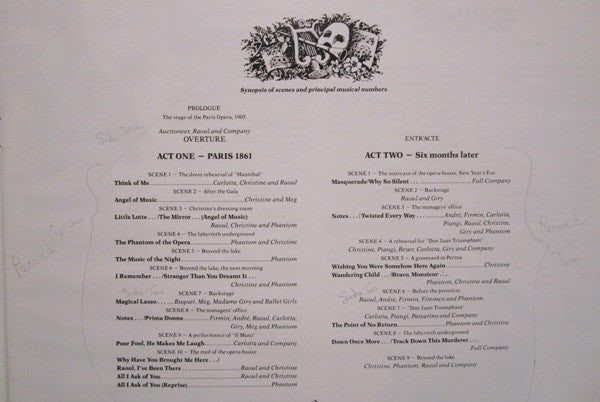 Synopsis of scenes and principal musical numbers
PROLOGUE
The stage of the Paris Opéra, 1905
Side One
Auctioneer, Raoul and Company
OVERTURE
ACT ONE — PARIS 1861
SCENE 1 — The dress rehearsal of "Hannibal"
Think of Me Carlotta, Christine and Raoul
SCENE 2 — After the Gala
Angel of Music Christine and Meg
SCENE 3 — Christine's dressing room
Little Lotte . . ./The Mirror . . .(Angel of Music)
Raoul, Christine and Phantom
SCENE 4 — The labyrinth underground
The Phantom of the Opera Phantom and Christine
SCENE 5 — Beyond the lake
The Music of the Night Phantom
SCENE 6 — Beyond the lake, the next morning
I Remember . . ./Stranger Than You Dreamt It . . .
Christine and Phantom
Side Two
SCENE 7 — Backstage
Magical Lasso Buquet, Meg, Madame Giry and Ballet Girls
SCENE 8 — The managers' office
Notes . . ./Prima Donna Firmin, André, Raoul, Carlotta,
Giry, Meg and Phantom
SCENE 9 — A performance of "Il Muto"
Poor Fool, He Makes Me Laugh Carlotta and Company
SCENE 10 — The roof of the opera house
Why Have You Brought Me Here . . ./
Raoul, I've Been There Raoul and Christine
All I Ask of You Raoul and Christine
All I Ask of You (Reprise) Phantom
Record One
ENTR'ACTE
ACT TWO — Six months later
SCENE 1 — The staircase of the opera house, New Year's Eve
Masquerade/Why So Silent Full Company
SCENE 2 — Backstage
Raoul and Giry
SCENE 3 — The managers' office
Notes . . ./Twisted Every Way André, Firmin, Carlotta,
Piangi, Raoul, Christine,
Giry and Phantom
SCENE 4 — A rehearsal for "Don Juan Triumphant"
Christine, Piangi, Reyer, Carlotta, Giry and Company
SCENE 5 — A graveyard in Perros
Wishing You Were Somehow Here Again Christine
Wandering Child . . ./Bravo, Monsieur . . .
Phantom, Christine and Raoul
Side Two
SCENE 6 — Before the première
Raoul, André, Firmin, Firemen and Phantom
SCENE 7 — "Don Juan Triumphant"
Carlotta, Piangi, Passarino and Company
The Point of No Return Phantom and Christine
SCENE 8 — The labyrinth underground
Down Once More . . ./Track Down This Murderer . . .
Full Company
SCENE 9 — Beyond the lake
Christine, Phantom, Raoul and Company
Record